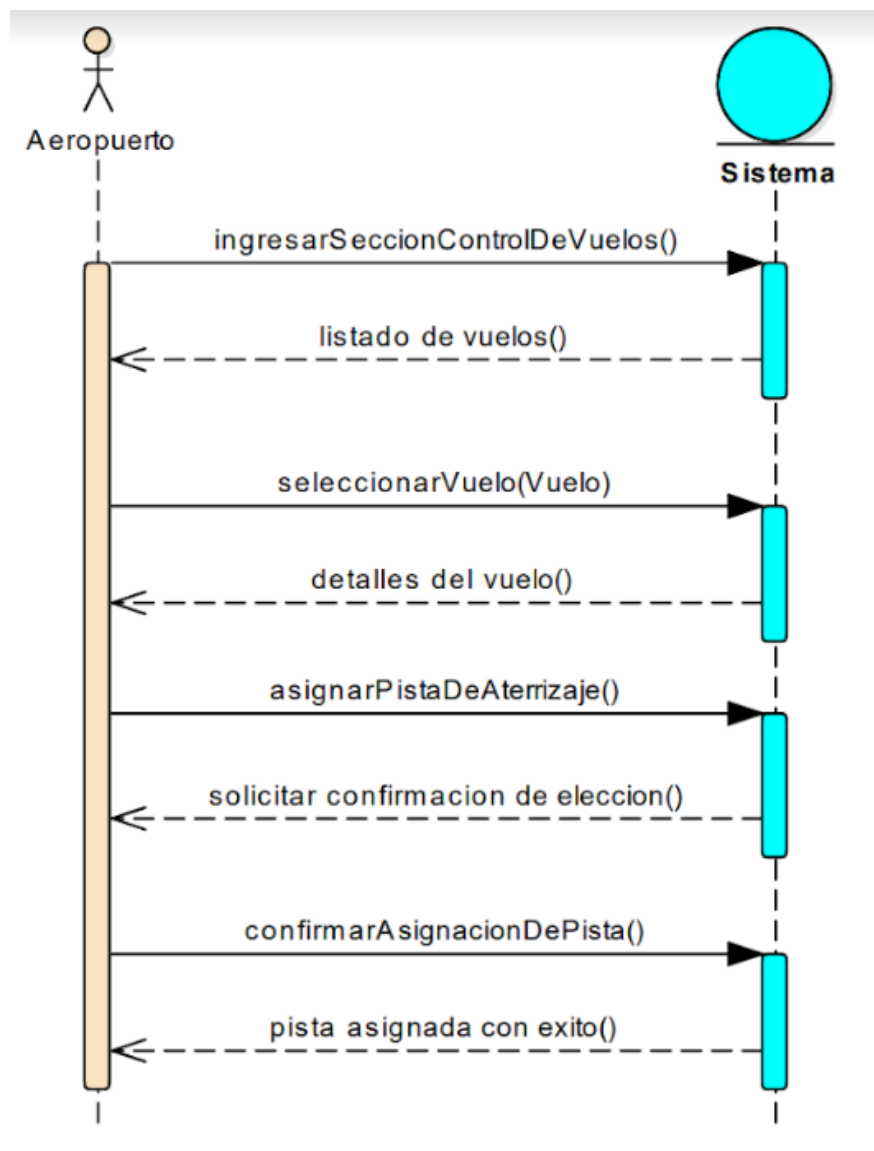 Aeropuerto
Sistema
ingresarSeccionControlDeVuelos()
listado de vuelos()
seleccionarVuelo(Vuelo)
detalles del vuelo()
asignarPistaDeAterrizaje()
solicitar confirmacion de eleccion()
confirmarAsignacionDePista()
pista asignada con exito()